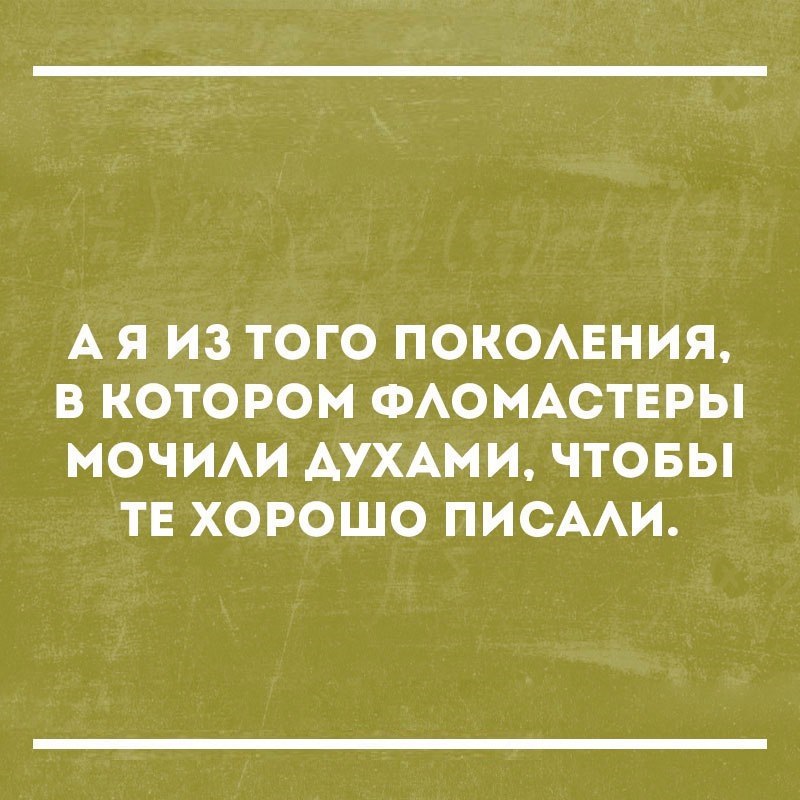 А Я ИЗ ТОГО ПОКОЛЕНИЯ,
В КОТОРОМ ФЛОМАСТЕРЫ
МОЧИЛИ ДУХАМИ, ЧТОБЫ
ТЕ ХОРОШО ПИСАЛИ.